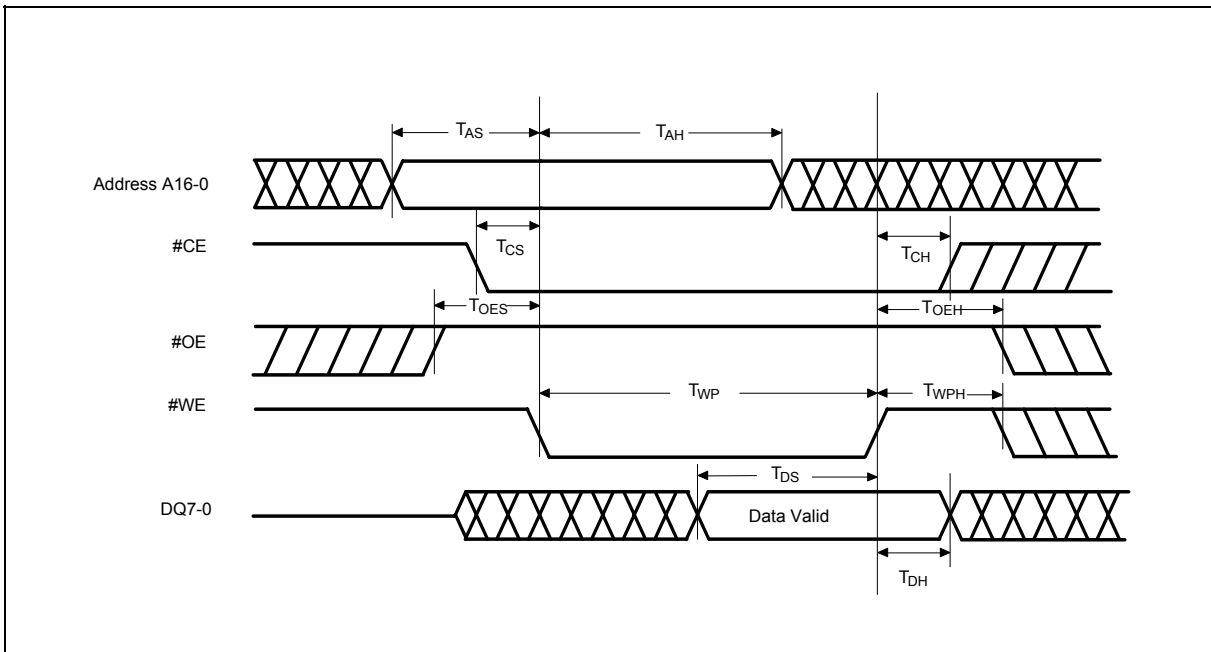 TAS
TAH
Address A16-0
TCS
TCH
#CE
TOES
TOEH
#OE
TWP
TWPH
#WE
TDS
DQ7-0
Data Valid
TDH